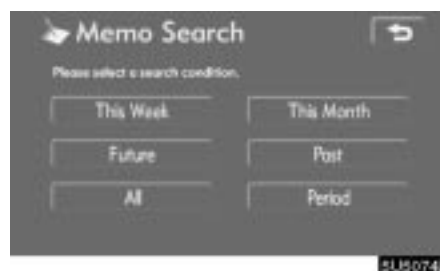 Memo Search
Please select a search condition.
This Week This Month
Future Past
All Period
5U5074